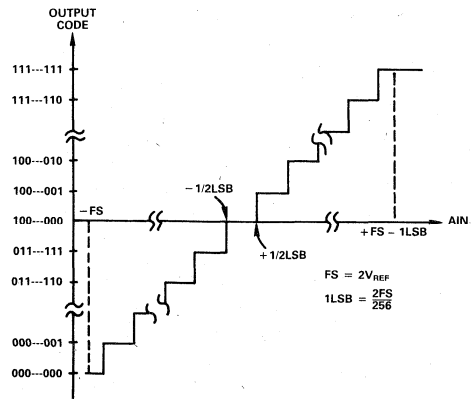 OUTPUT
CODE
111---111
111---110
100---010
100---001
100---000
011---111
011---110
000---001
000---000
−FS
−1/2LSB
+1/2LSB
AIN
+FS − 1LSB
FS = 2VREF
1LSB = 2FS/256